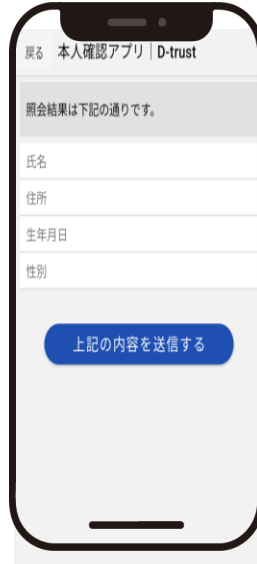 戻る 本人確認アプリ｜D-trust
照会結果は下記の通りです。
氏名
住所
生年月日
性別
上記の内容を送信する